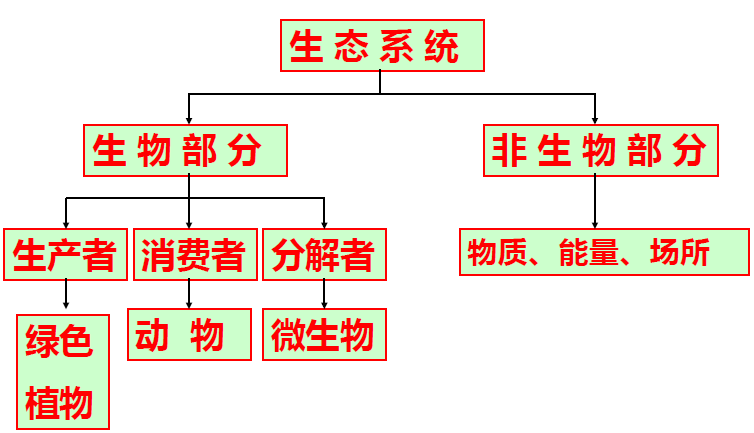 生态系统
生物部分
非生物部分
生产者
消费者
分解者
物质、能量、场所
绿色
植物
动 物
微生物